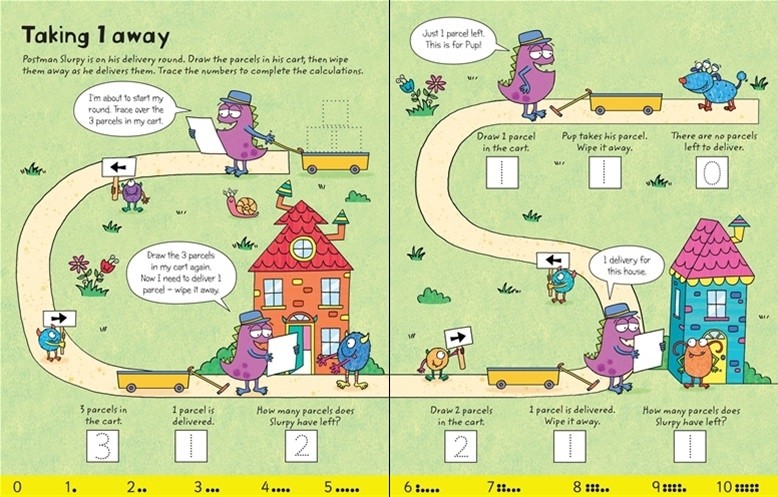 Taking 1 away
Postman Slurpy is on his delivery round. Draw the parcels in his cart, then wipe
them away as he delivers them. Trace the numbers to complete the calculations.
I'm about to start my
round. Trace over the
3 parcels in my cart.
Draw the 3 parcels
in my cart again.
Now I need to deliver 1
parcel – wipe it away.
3 parcels in
the cart.
3
1 parcel is
delivered.
1
How many parcels does
Slurpy have left?
2
Draw 2 parcels
in the cart.
2
1 parcel is delivered.
Wipe it away.
1
How many parcels does
Slurpy have left?
1
1 delivery for
this house.
Just 1 parcel left.
This is for Pup!
Draw 1 parcel
in the cart.
1
Pup takes his parcel.
Wipe it away.
1
There are no parcels
left to deliver.
0
0 1 2 3 4 5 6 7 8 9 10